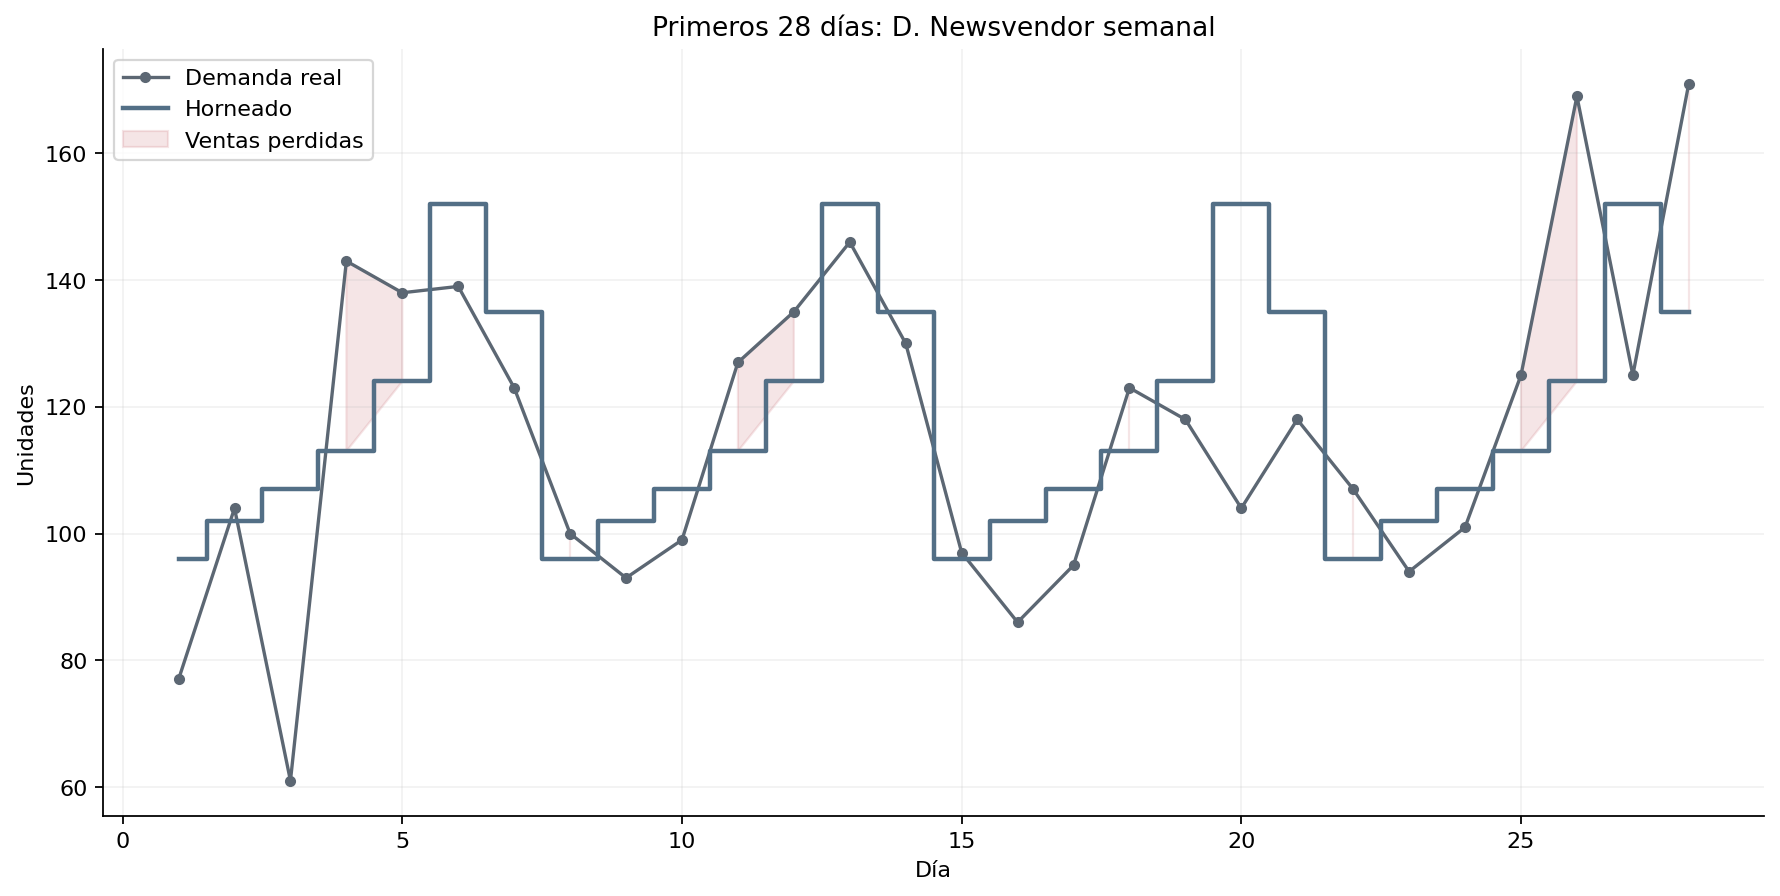 Primeros 28 días: D. Newsvendor semanal
Demanda real
Horneado
Ventas perdidas
Unidades
160
140
120
100
80
60
0 5 10 15 20 25
Día